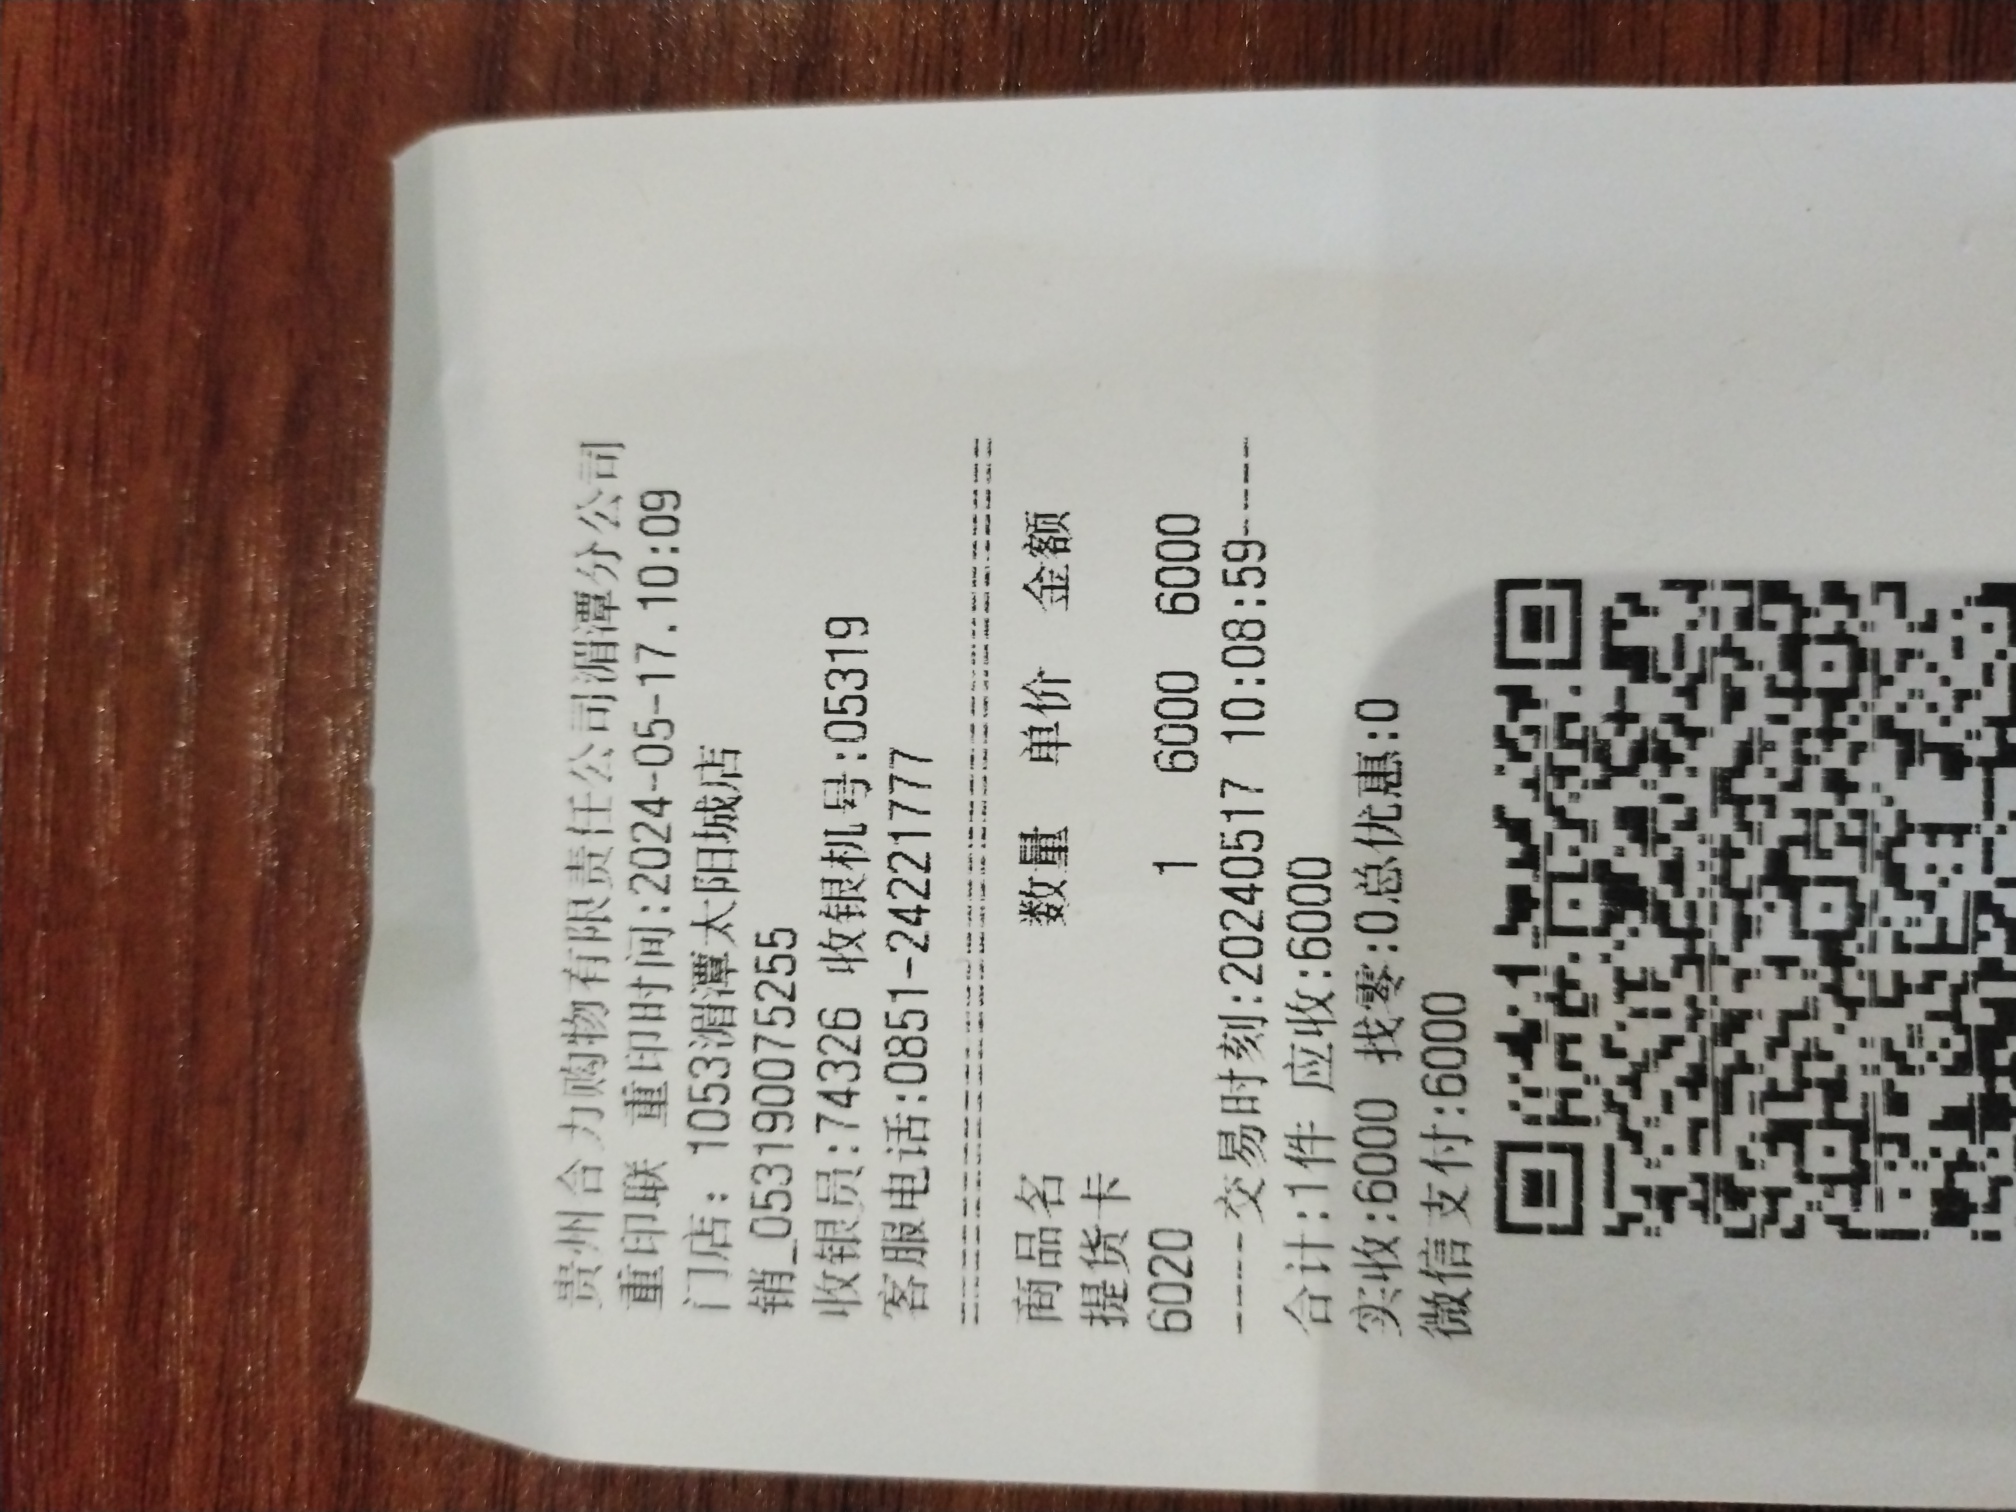 贵州合力购物有限责任公司湄潭分公司
重印联 重印时间:2024-05-17.10:09
门店: 1053湄潭太阳城店
销_053190075255
收银员:74326 收银机号:05319
客服电话:0851-24221777
================================
商品名 数量 单价 金额
提货卡
6020 1 6000 6000
-----交易时刻:20240517 10:08:59----
合计:1件 应收:6000
实收:6000 找零:0总优惠:0
微信支付:6000